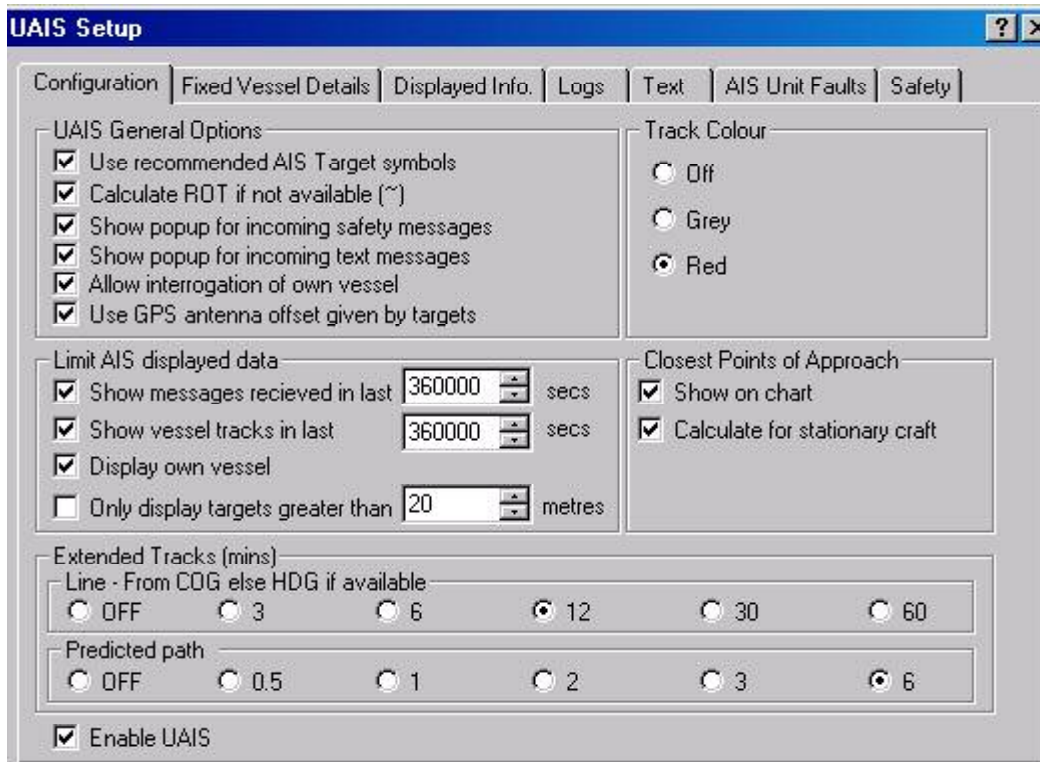 UAIS Setup
Configuration Fixed Vessel Details Displayed Info. Logs Text AIS Unit Faults Safety
UAIS General Options
Use recommended AIS Target symbols
Calculate ROT if not available (~)
Show popup for incoming safety messages
Show popup for incoming text messages
Allow interrogation of own vessel
Use GPS antenna offset given by targets
Track Colour
Off
Grey
Red
Limit AIS displayed data
Show messages recieved in last 360000 secs
Show vessel tracks in last 360000 secs
Display own vessel
Only display targets greater than 20 metres
Closest Points of Approach
Show on chart
Calculate for stationary craft
Extended Tracks (mins)
Line - From COG else HDG if available
OFF 3 6 12 30 60
Predicted path
OFF 0.5 1 2 3 6
Enable UAIS